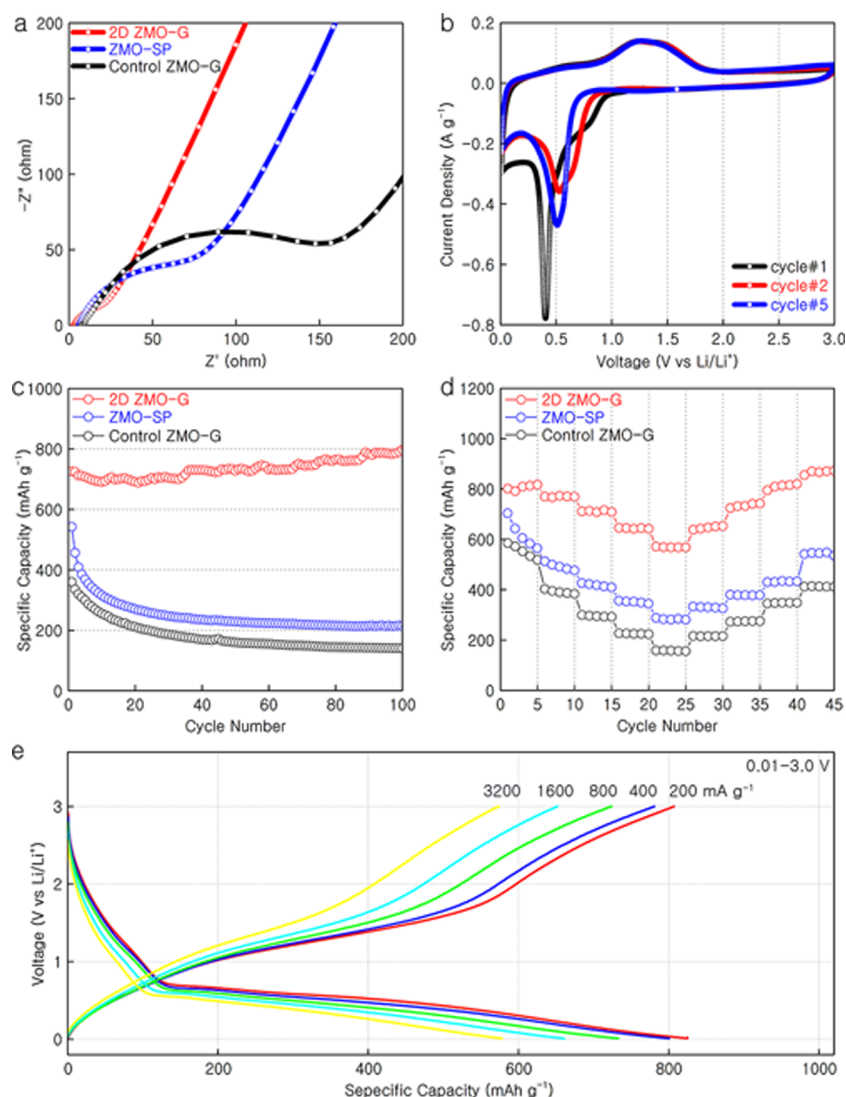 a
2D ZMO-G
ZMO-SP
Control ZMO-G
-200
-150
-100
-50
0
0 50 100 150 200
-Z" (ohm)
Z' (ohm)
b
0.2
0.0
-0.2
-0.4
-0.6
-0.8
0.0 0.5 1.0 1.5 2.0 2.5 3.0
Current Density (A g⁻¹)
Voltage (V vs Li/Li⁺)
cycle#1
cycle#2
cycle#5
c
2D ZMO-G
ZMO-SP
Control ZMO-G
1000
800
600
400
200
0
0 20 40 60 80 100
Specific Capacity (mAh g⁻¹)
Cycle Number
d
2D ZMO-G
ZMO-SP
Control ZMO-G
1200
1000
800
600
400
200
0
0 5 10 15 20 25 30 35 40 45
Specific Capacity (mAh g⁻¹)
Cycle Number
e
0.01-3.0 V
3200 1600 800 400 200 mA g⁻¹
3
2
1
0
0 200 400 600 800 1000
Voltage (V vs Li/Li⁺)
Sepecific Capacity (mAh g⁻¹)